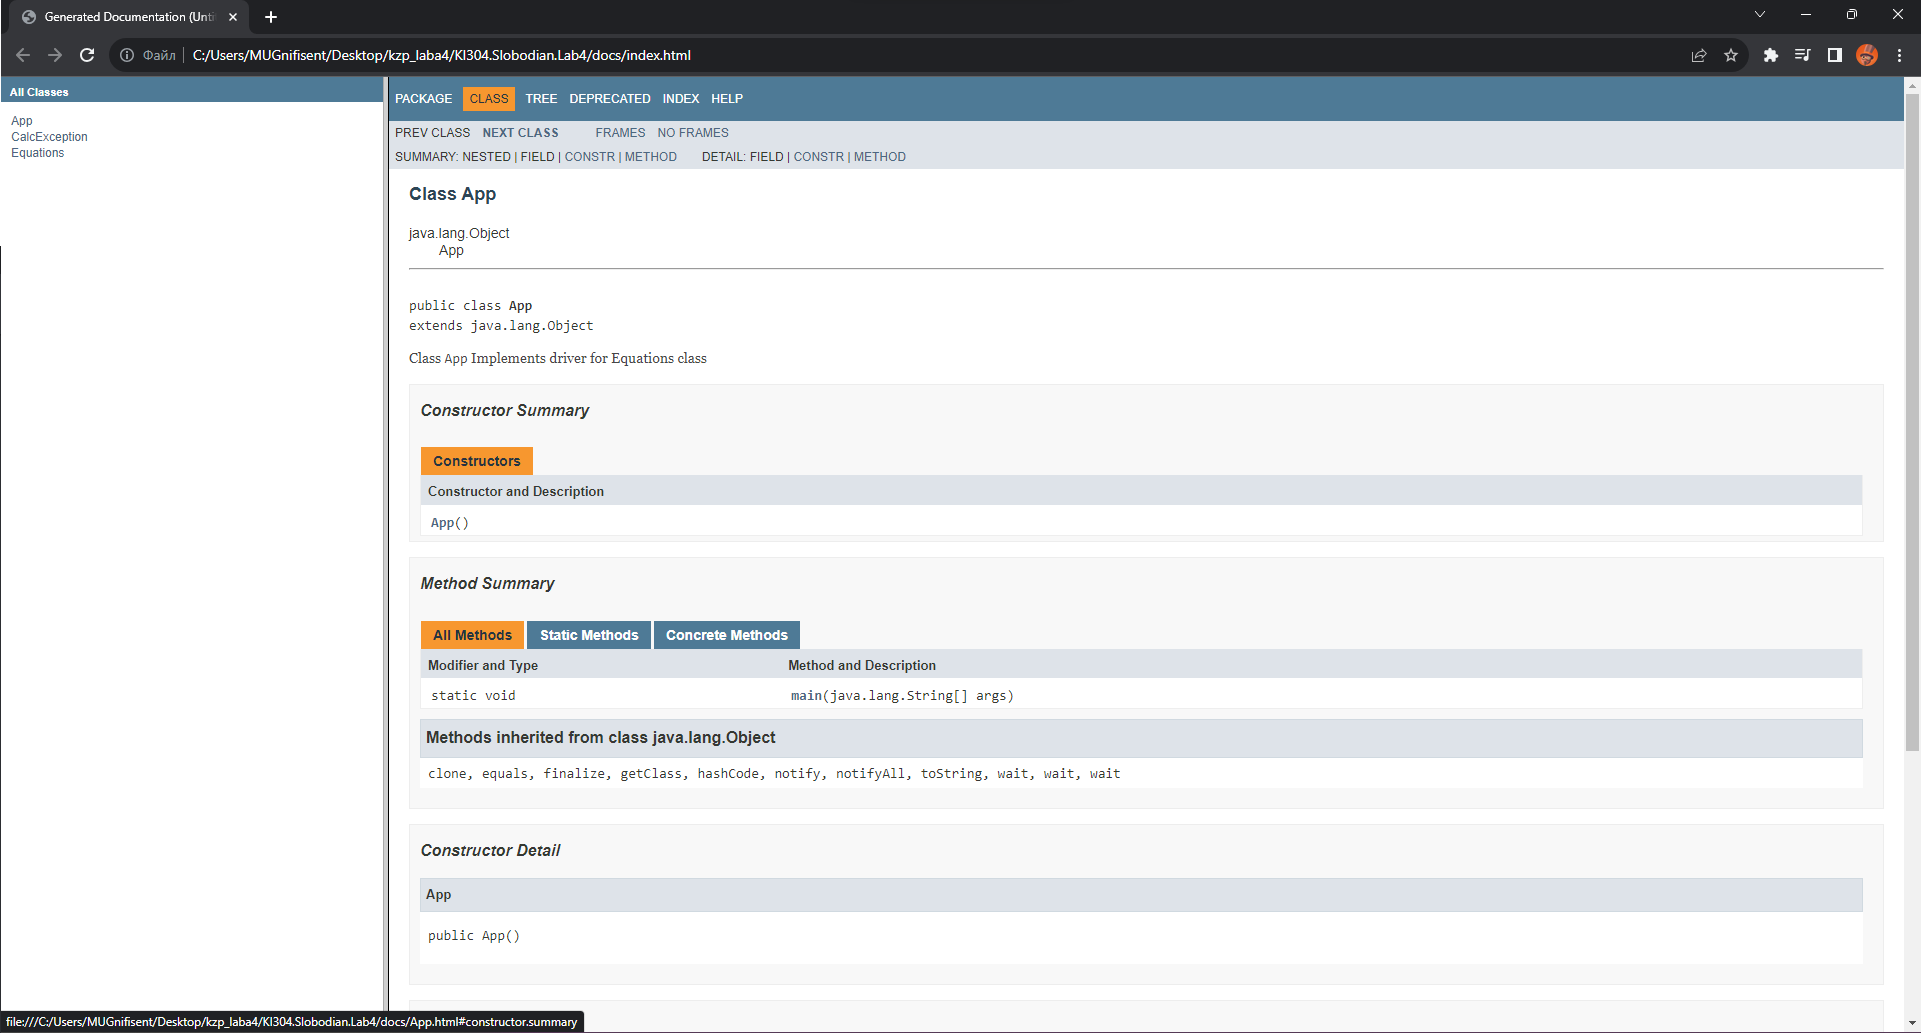 Generated Documentation (Unti
Файл
C:/Users/MUGnifisent/Desktop/kzp_laba4/KI304.Slobodian.Lab4/docs/index.html
All Classes
App
CalcException
Equations
PACKAGE CLASS TREE DEPRECATED INDEX HELP
PREV CLASS NEXT CLASS FRAMES NO FRAMES
SUMMARY: NESTED | FIELD | CONSTR | METHOD DETAIL: FIELD | CONSTR | METHOD
Class App
java.lang.Object
App
public class App
extends java.lang.Object
Class App Implements driver for Equations class
Constructor Summary
Constructors
Constructor and Description
App()
Method Summary
All Methods Static Methods Concrete Methods
Modifier and Type Method and Description
static void main(java.lang.String[] args)
Methods inherited from class java.lang.Object
clone, equals, finalize, getClass, hashCode, notify, notifyAll, toString, wait, wait, wait
Constructor Detail
App
public App()
file:///C:/Users/MUGnifisent/Desktop/kzp_laba4/KI304.Slobodian.Lab4/docs/App.html#constructor.summary